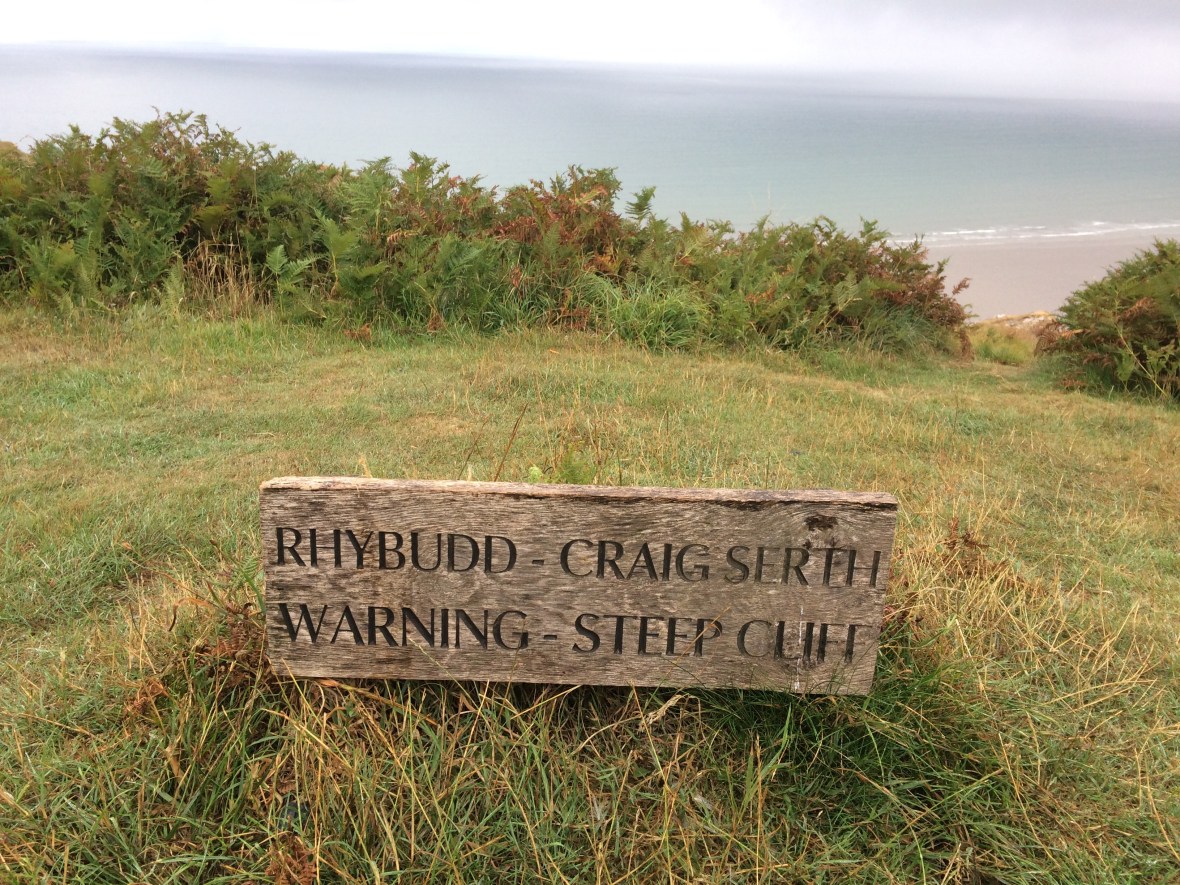 RHYBUDD - CRAIG SERTH
WARNING - STEEP CLIFF